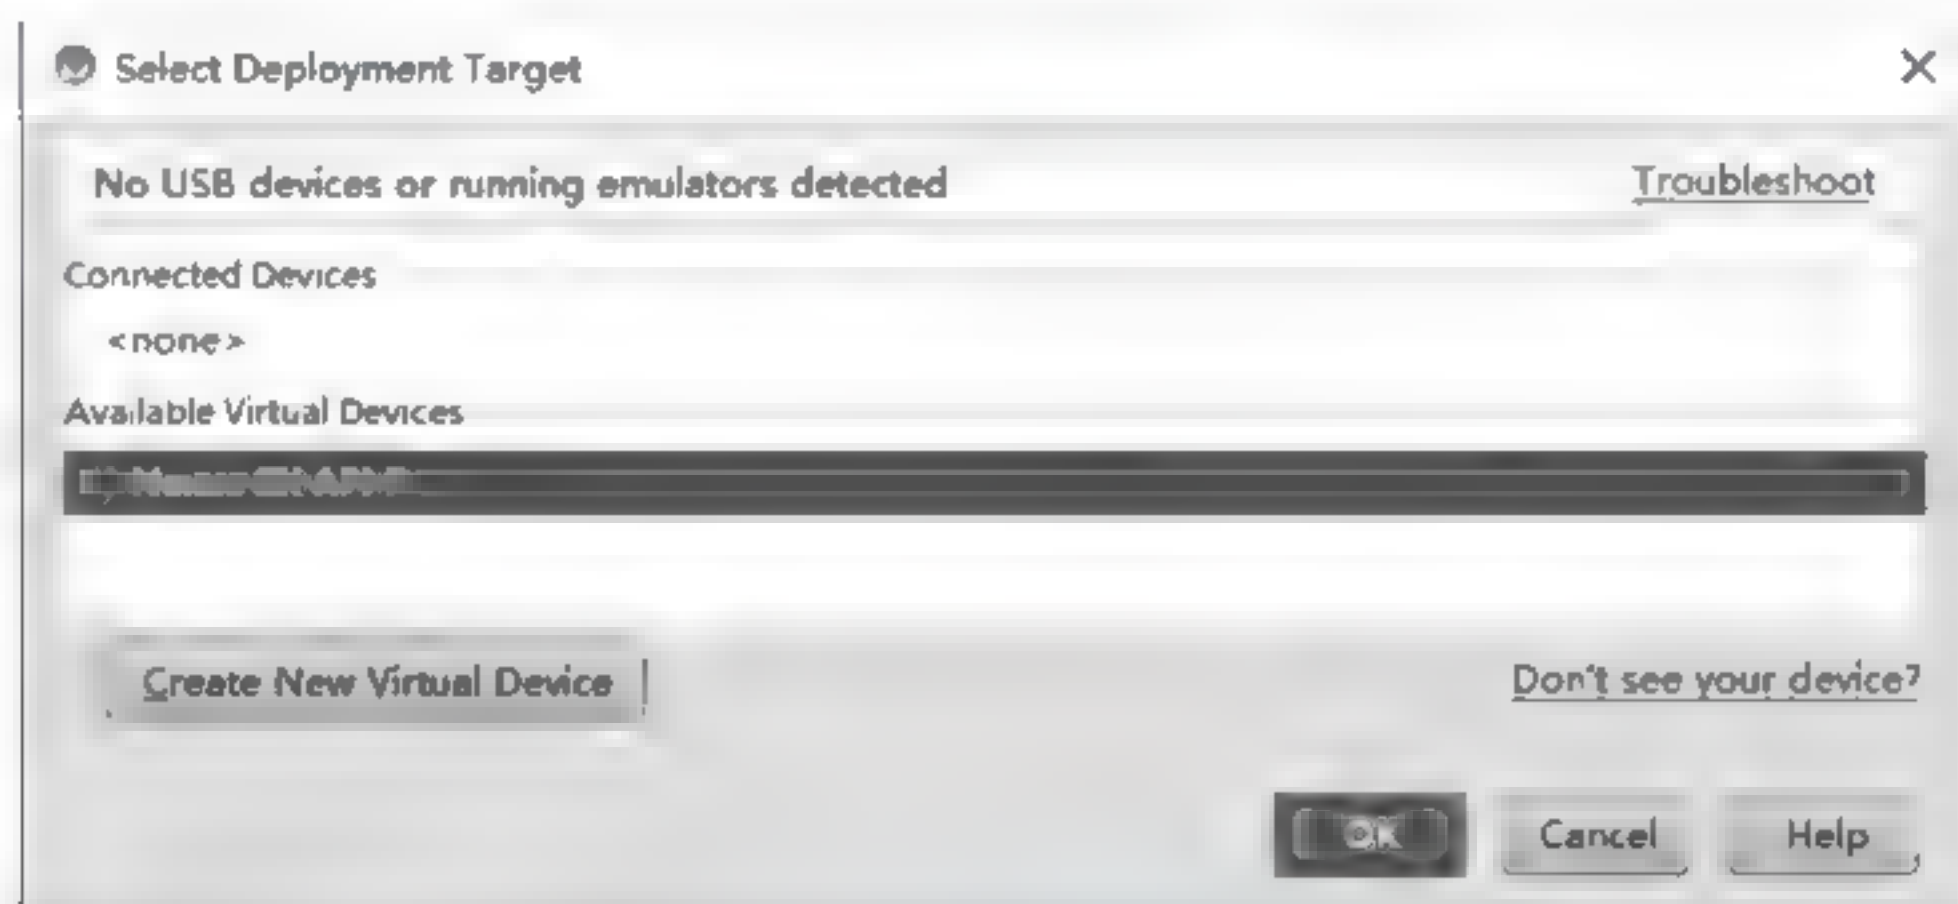 Select Deployment Target
No USB devices or running emulators detected
Troubleshoot
Connected Devices
<none>
Available Virtual Devices
Create New Virtual Device
Don't see your device?
OK
Cancel
Help